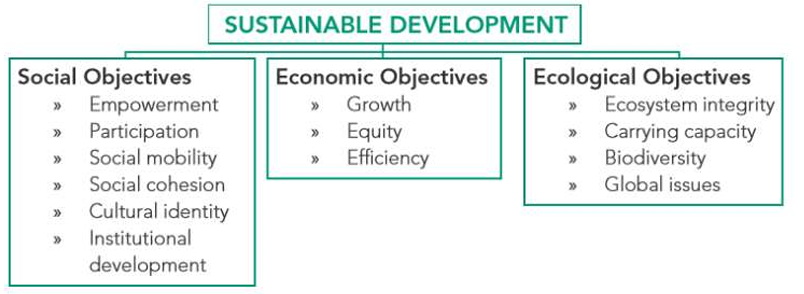 SUSTAINABLE DEVELOPMENT
Social Objectives
» Empowerment
» Participation
» Social mobility
» Social cohesion
» Cultural identity
» Institutional
development
Economic Objectives
» Growth
» Equity
» Efficiency
Ecological Objectives
» Ecosystem integrity
» Carrying capacity
» Biodiversity
» Global issues